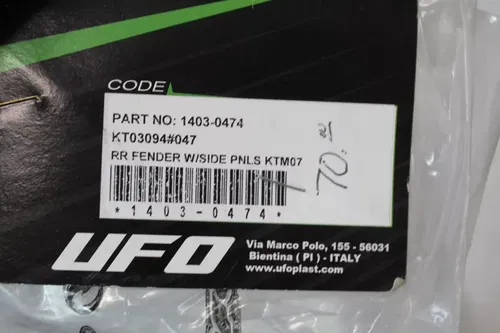 CODE
PART NO: 1403-0474
KT03094#047
RR FENDER W/SIDE PNLS KTM07
70.
*1403-0474*
UFO
Via Marco Polo, 155 - 56031
Bientina ( PI ) - ITALY
www.ufoplast.com